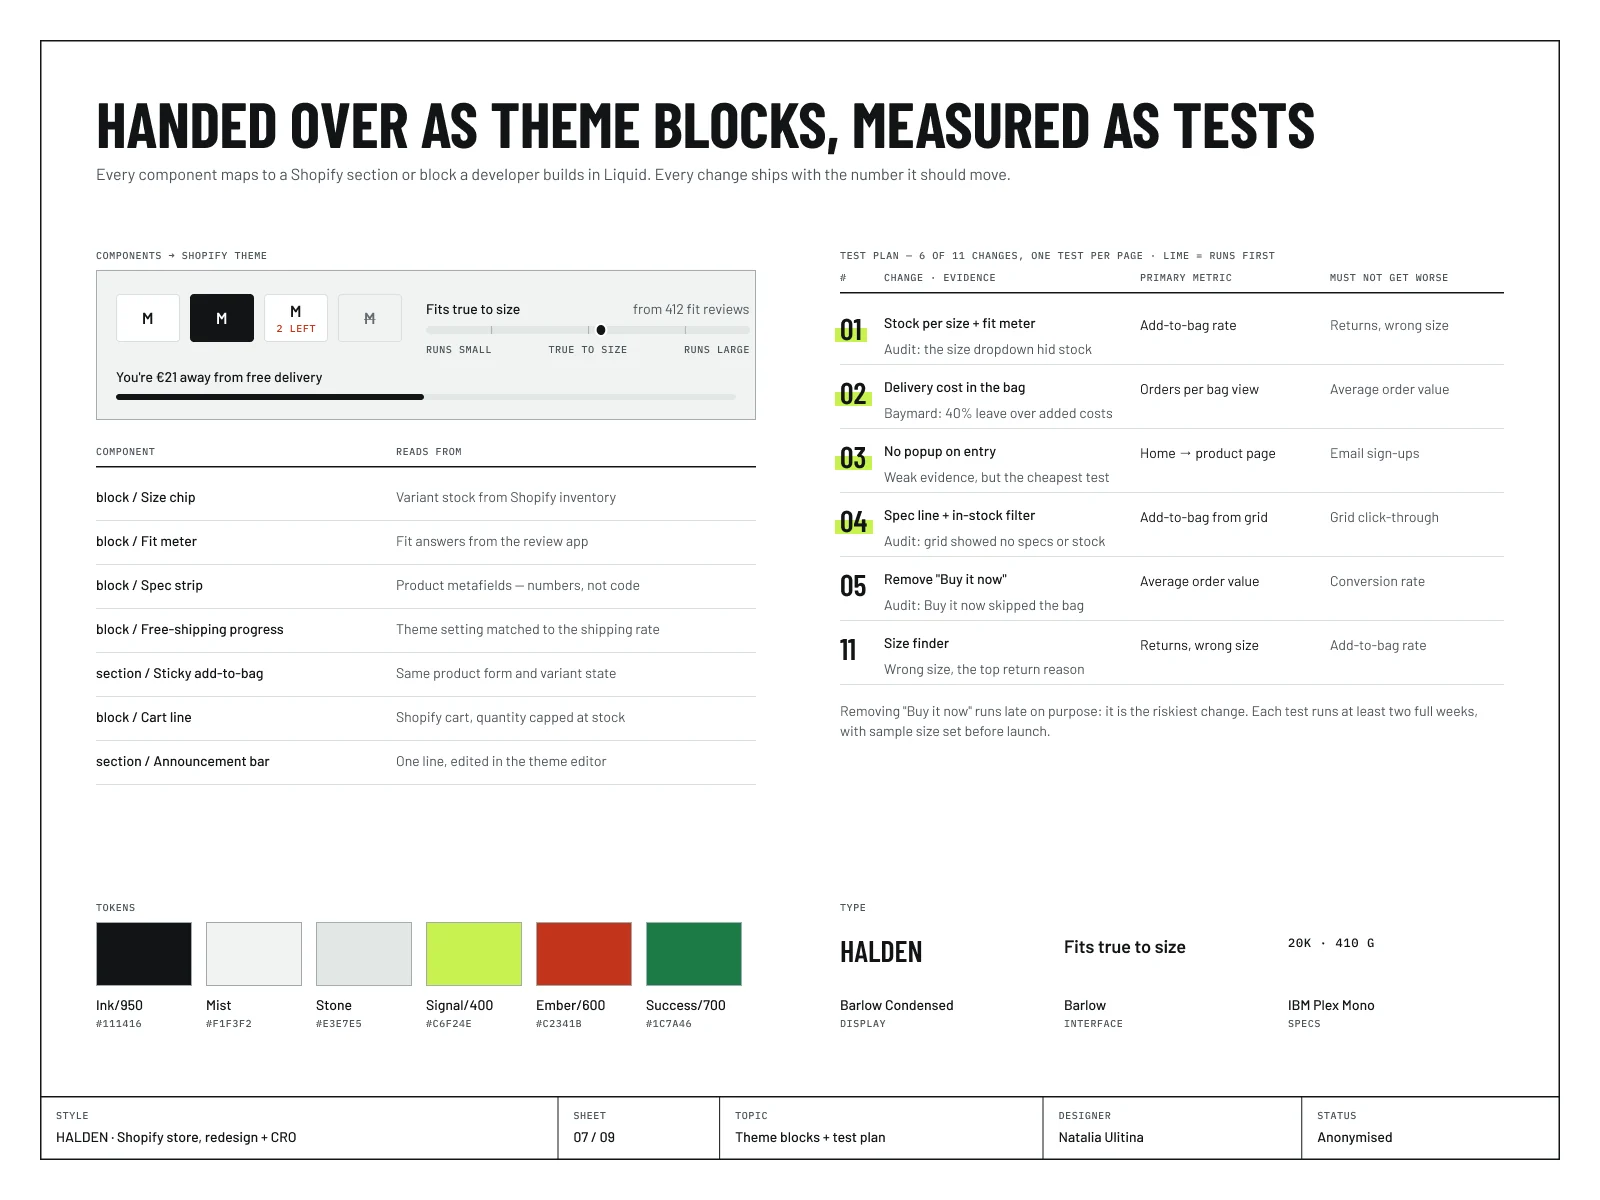 HANDED OVER AS THEME BLOCKS, MEASURED AS TESTS
Every component maps to a Shopify section or block a developer builds in Liquid. Every change ships with the number it should move.
COMPONENTS → SHOPIFY THEME
M
M
M
2 LEFT
M
Fits true to size
from 412 fit reviews
RUNS SMALL
TRUE TO SIZE
RUNS LARGE
You're €21 away from free delivery
COMPONENT READS FROM
block / Size chip Variant stock from Shopify inventory
block / Fit meter Fit answers from the review app
block / Spec strip Product metafields — numbers, not code
block / Free-shipping progress Theme setting matched to the shipping rate
section / Sticky add-to-bag Same product form and variant state
block / Cart line Shopify cart, quantity capped at stock
section / Announcement bar One line, edited in the theme editor
TEST PLAN — 6 OF 11 CHANGES, ONE TEST PER PAGE · LIME = RUNS FIRST
# CHANGE · EVIDENCE PRIMARY METRIC MUST NOT GET WORSE
01 Stock per size + fit meter Add-to-bag rate Returns, wrong size
Audit: the size dropdown hid stock
02 Delivery cost in the bag Orders per bag view Average order value
Baymard: 40% leave over added costs
03 No popup on entry Home → product page Email sign-ups
Weak evidence, but the cheapest test
04 Spec line + in-stock filter Add-to-bag from grid Grid click-through
Audit: grid showed no specs or stock
05 Remove "Buy it now" Average order value Conversion rate
Audit: Buy it now skipped the bag
11 Size finder Returns, wrong size Add-to-bag rate
Wrong size, the top return reason
Removing "Buy it now" runs late on purpose: it is the riskiest change. Each test runs at least two full weeks,
with sample size set before launch.
TOKENS
Ink/950 Mist Stone Signal/400 Ember/600 Success/700
#111416 #F1F3F2 #E3E7E5 #C6F24E #C2341B #1C7A46
TYPE
HALDEN Fits true to size 20K · 410 G
Barlow Condensed Barlow IBM Plex Mono
DISPLAY INTERFACE SPECS
STYLE SHEET TOPIC DESIGNER STATUS
HALDEN · Shopify store, redesign + CRO 07 / 09 Theme blocks + test plan Natalia Ulitina Anonymised